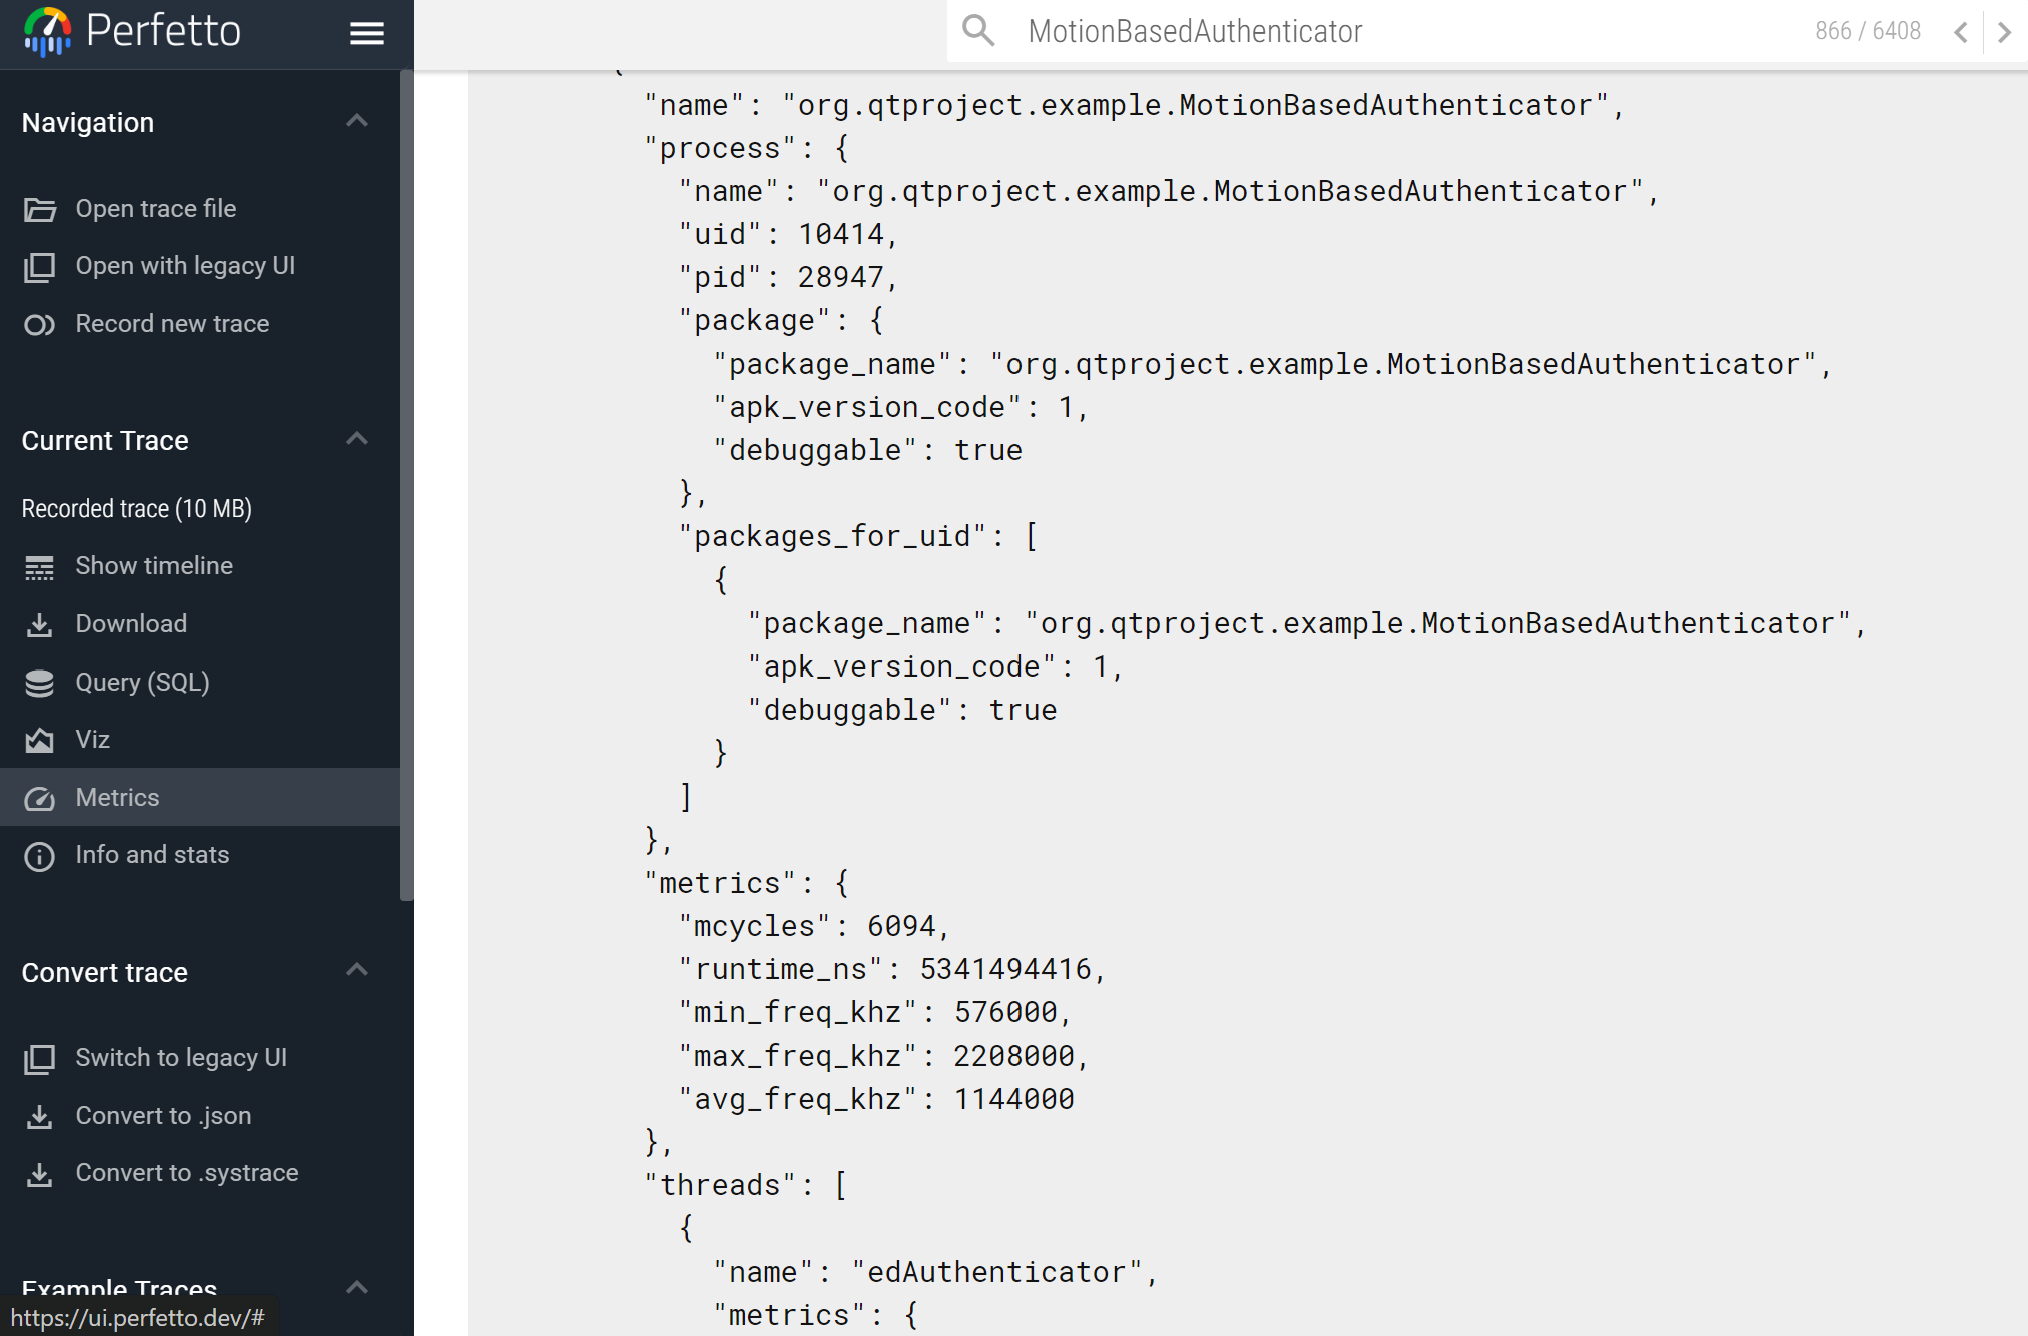 Perfetto
MotionBasedAuthenticator
866 / 6408
Navigation
Open trace file
Open with legacy UI
Record new trace
Current Trace
Recorded trace (10 MB)
Show timeline
Download
Query (SQL)
Viz
Metrics
Info and stats
Convert trace
Switch to legacy UI
Convert to .json
Convert to .systrace
Example Traces
https://ui.perfetto.dev/#
{
"name": "org.qtproject.example.MotionBasedAuthenticator",
"process": {
"name": "org.qtproject.example.MotionBasedAuthenticator",
"uid": 10414,
"pid": 28947,
"package": {
"package_name": "org.qtproject.example.MotionBasedAuthenticator",
"apk_version_code": 1,
"debuggable": true
},
"packages_for_uid": [
{
"package_name": "org.qtproject.example.MotionBasedAuthenticator",
"apk_version_code": 1,
"debuggable": true
}
]
},
"metrics": {
"mcycles": 6094,
"runtime_ns": 5341494416,
"min_freq_khz": 576000,
"max_freq_khz": 2208000,
"avg_freq_khz": 1144000
},
"threads": [
{
"name": "edAuthenticator",
"metrics": {